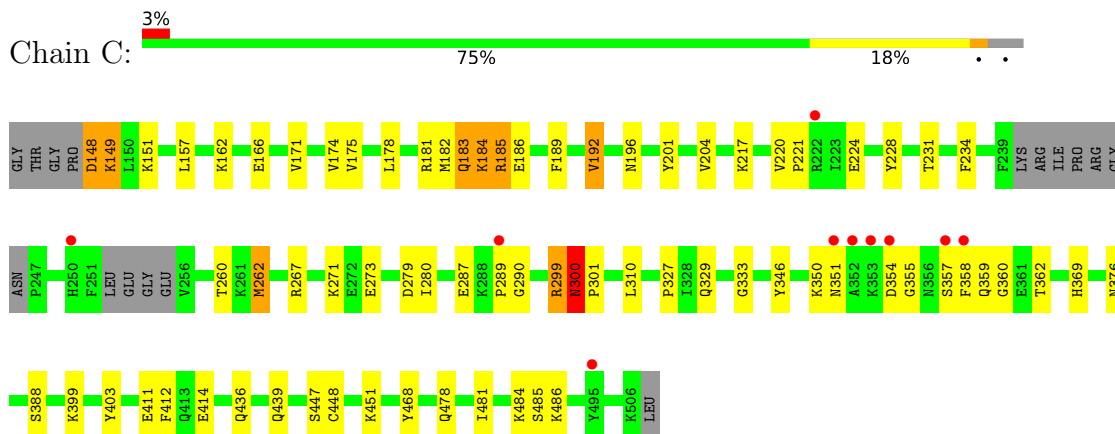 3%
Chain C:
75% 18% • •
GLY THR GLY PRO D148 K149 L150 K151 L157 K162 E166 V171 V174 V175 L178 R181 M182 Q183 K184 R185 E186 F189 V192 N196 Y201 V204 K217 V220 P221 R222 I223 E224 Y228 T231 F234 F239 LYS ARG ILE PRO ARG GLY
ASN P247 H250 F251 LEU GLU GLY GLU V256 T260 K261 M262 R267 K271 E272 E273 D279 I280 E287 K288 P289 G290 R299 N300 P301 L310 P327 I328 Q329 G333 Y346 K350 N351 A352 K353 D354 G355 N356 S357 F358 Q359 G360 E361 T362 H369 N376
S388 K399 Y403 E411 F412 Q413 E414 Q436 Q439 S447 C448 K451 Y468 Q478 I481 K484 S485 K486 Y495 K506 LEU